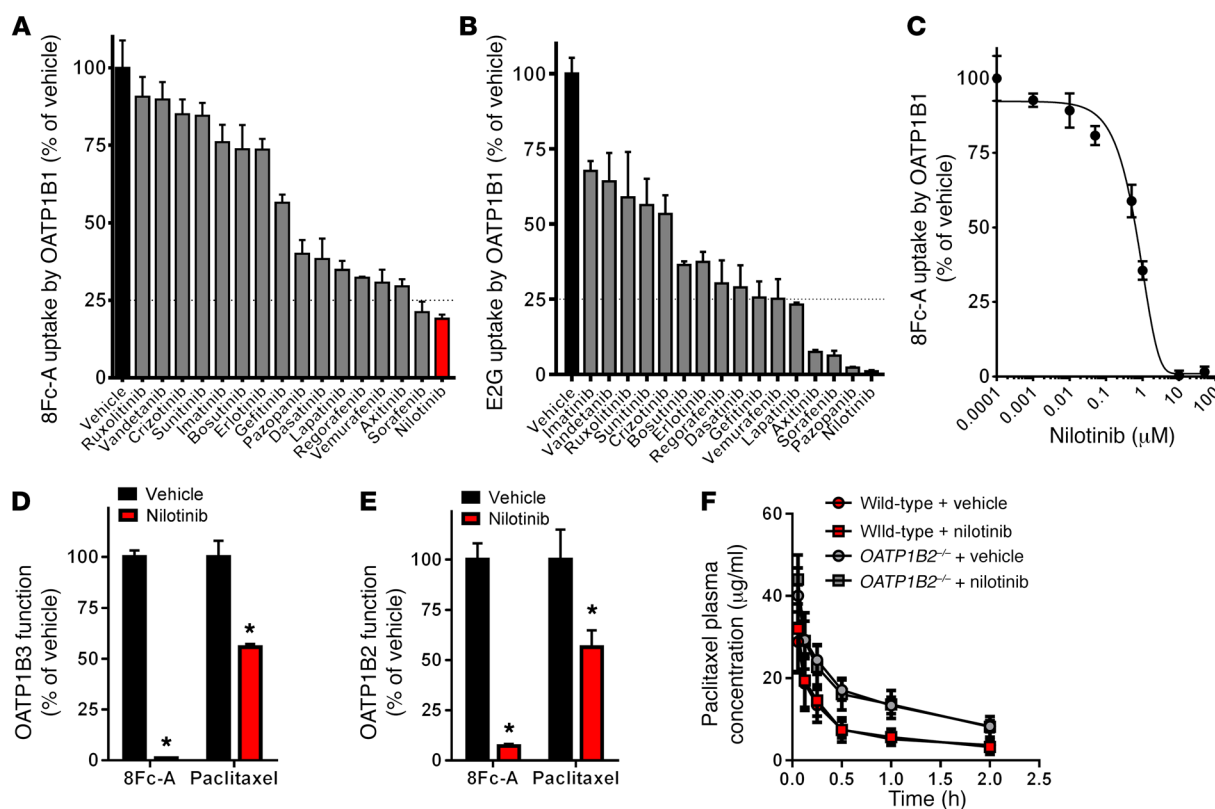 A
8Fc-A uptake by OATP1B1 (% of vehicle)
100
75
50
25
0
Vehicle
Ruxolitinib
Vandetamib
Crizotinib
Sunitinib
Imatinib
Bosutinib
Erlotinib
Gefitinib
Pazopanib
Dasatinib
Lapatinib
Regorafenib
Vemurafenib
Axitinib
Sorafenib
Nilotinib
B
E2G uptake by OATP1B1 (% of vehicle)
100
75
50
25
0
Vehicle
Imatinib
Vandetamib
Ruxolitinib
Sunitinib
Crizotinib
Bosutinib
Erlotinib
Regorafenib
Dasatinib
Gefitinib
Vemurafenib
Lapatinib
Axitinib
Sorafenib
Pazopanib
Nilotinib
C
8Fc-A uptake by OATP1B1
(% of vehicle)
100
75
50
25
0
0.0001
0.001
0.01
0.1
1
10
100
Nilotinib (μM)
D
Vehicle
Nilotinib
OATP1B3 function
(% of vehicle)
100
75
50
25
0
*
*
8Fc-A
Paclitaxel
E
Vehicle
Nilotinib
OATP1B2 function
(% of vehicle)
100
75
50
25
0
*
*
8Fc-A
Paclitaxel
F
Wild-type + vehicle
WIld-type + nilotinib
OATP1B2–/– + vehicle
OATP1B2–/– + nilotinib
Paclitaxel plasma
concentration (μg/ml)
60
40
20
0
0.0
0.5
1.0
1.5
2.0
2.5
Time (h)